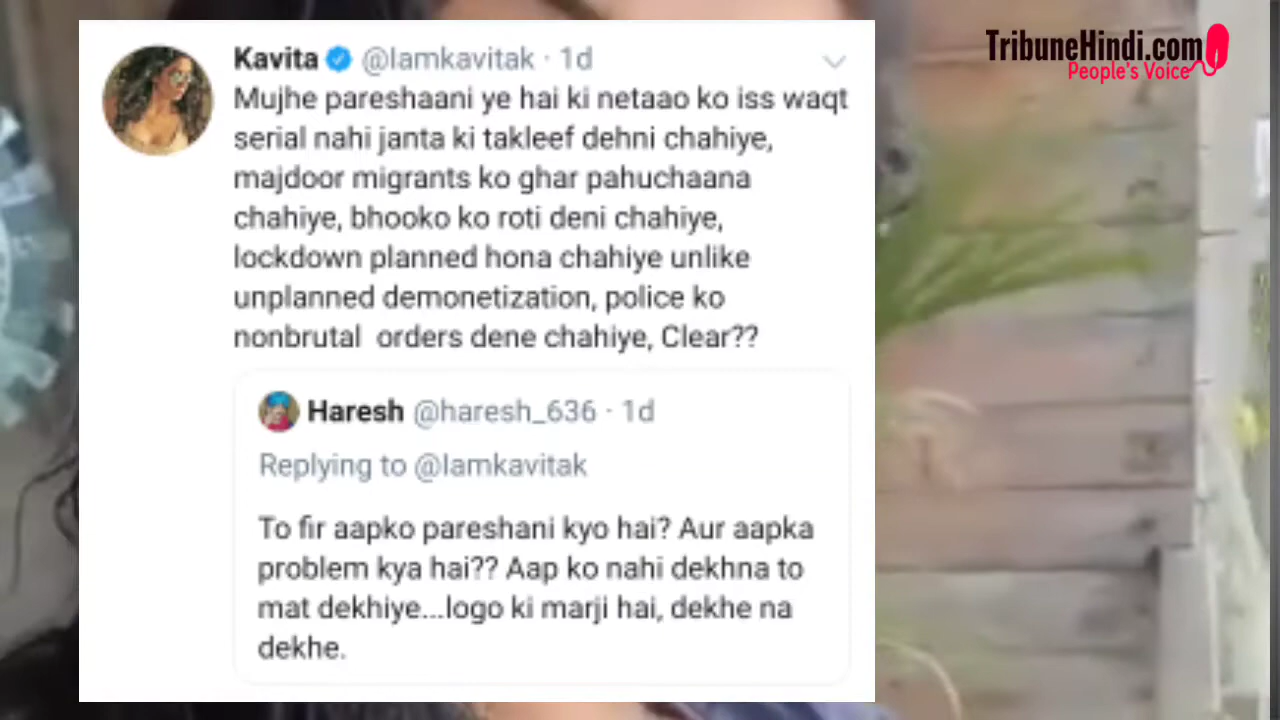 TribuneHindi.com
People's Voice
Kavita @Iamkavitak · 1d
Mujhe pareshaani ye hai ki netaao ko iss waqt
serial nahi janta ki takleef dehni chahiye,
majdoor migrants ko ghar pahuchaana
chahiye, bhooko ko roti deni chahiye,
lockdown planned hona chahiye unlike
unplanned demonetization, police ko
nonbrutal orders dene chahiye, Clear??
Haresh @haresh_636 · 1d
Replying to @Iamkavitak
To fir aapko pareshani kyo hai? Aur aapka
problem kya hai?? Aap ko nahi dekhna to
mat dekhiye...logo ki marji hai, dekhe na
dekhe.